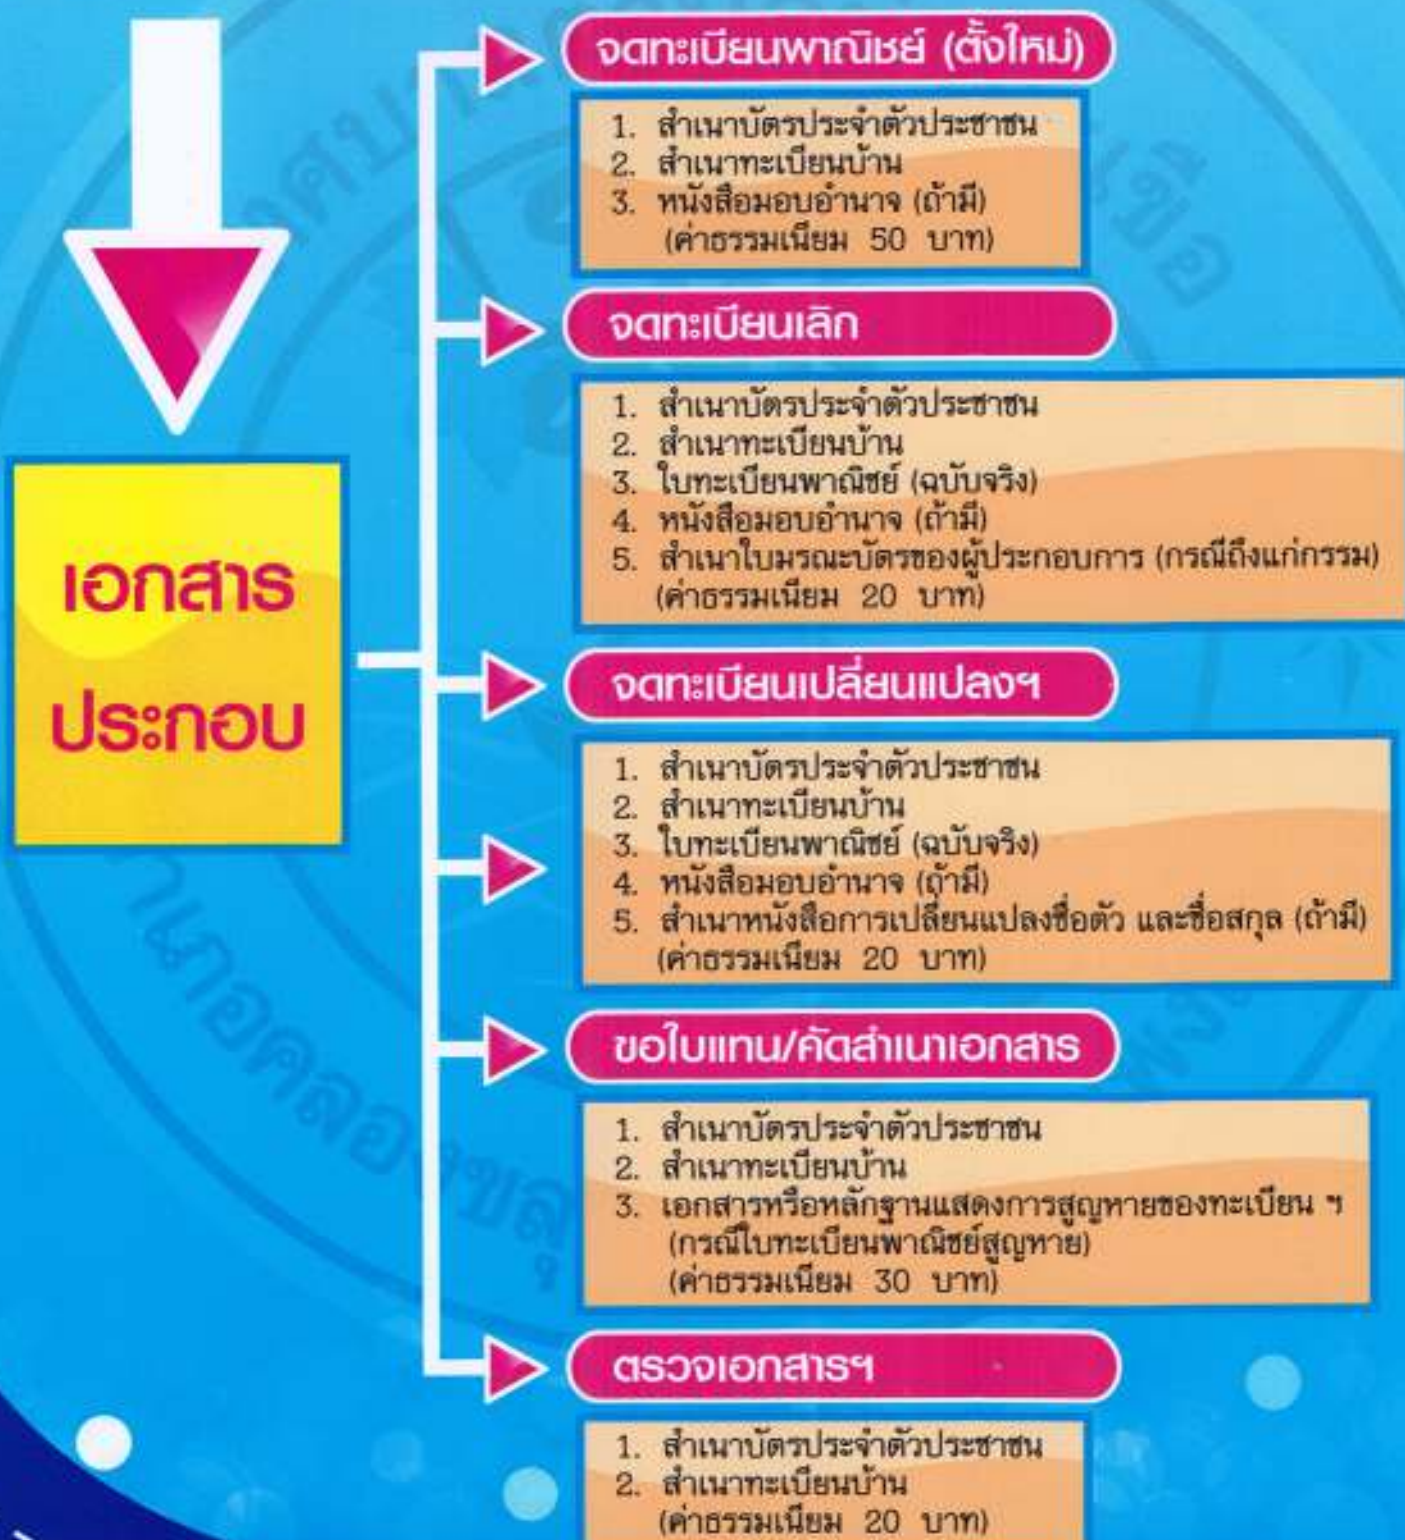 จดทะเบียนพาณิชย์ (ตั้งใหม่)
1. สำเนาบัตรประจำตัวประชาชน
2. สำเนาทะเบียนบ้าน
3. หนังสือมอบอำนาจ (ถ้ามี)
(ค่าธรรมเนียม 50 บาท)
จดทะเบียนเลิก
1. สำเนาบัตรประจำตัวประชาชน
2. สำเนาทะเบียนบ้าน
3. ใบทะเบียนพาณิชย์ (ฉบับจริง)
4. หนังสือมอบอำนาจ (ถ้ามี)
5. สำเนาใบมรณะบัตรของผู้ประกอบการ (กรณีถึงแก่กรรม)
(ค่าธรรมเนียม 20 บาท)
เอกสาร
ประกอบ
จดทะเบียนเปลี่ยนแปลงฯ
1. สำเนาบัตรประจำตัวประชาชน
2. สำเนาทะเบียนบ้าน
3. ใบทะเบียนพาณิชย์ (ฉบับจริง)
4. หนังสือมอบอำนาจ (ถ้ามี)
5. สำเนาหนังสือการเปลี่ยนแปลงชื่อตัว และชื่อสกุล (ถ้ามี)
(ค่าธรรมเนียม 20 บาท)
ขอใบแทน/คัดสำเนาเอกสาร
1. สำเนาบัตรประจำตัวประชาชน
2. สำเนาทะเบียนบ้าน
3. เอกสารหรือหลักฐานแสดงการสูญหายของทะเบียน ฯ
(กรณีใบทะเบียนพาณิชย์สูญหาย)
(ค่าธรรมเนียม 30 บาท)
ตรวจเอกสารฯ
1. สำเนาบัตรประจำตัวประชาชน
2. สำเนาทะเบียนบ้าน
(ค่าธรรมเนียม 20 บาท)